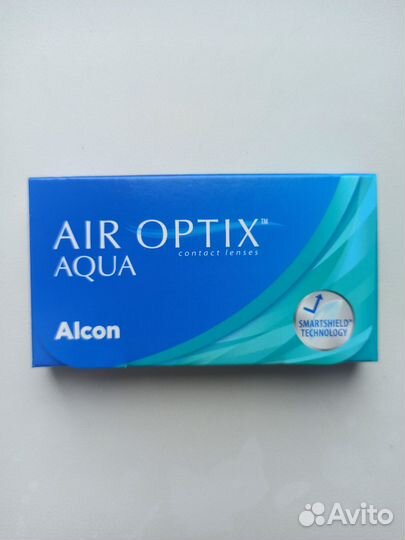 AIR OPTIX™
contact lenses
AQUA
Alcon
SMARTSHIELD™
TECHNOLOGY
Avito